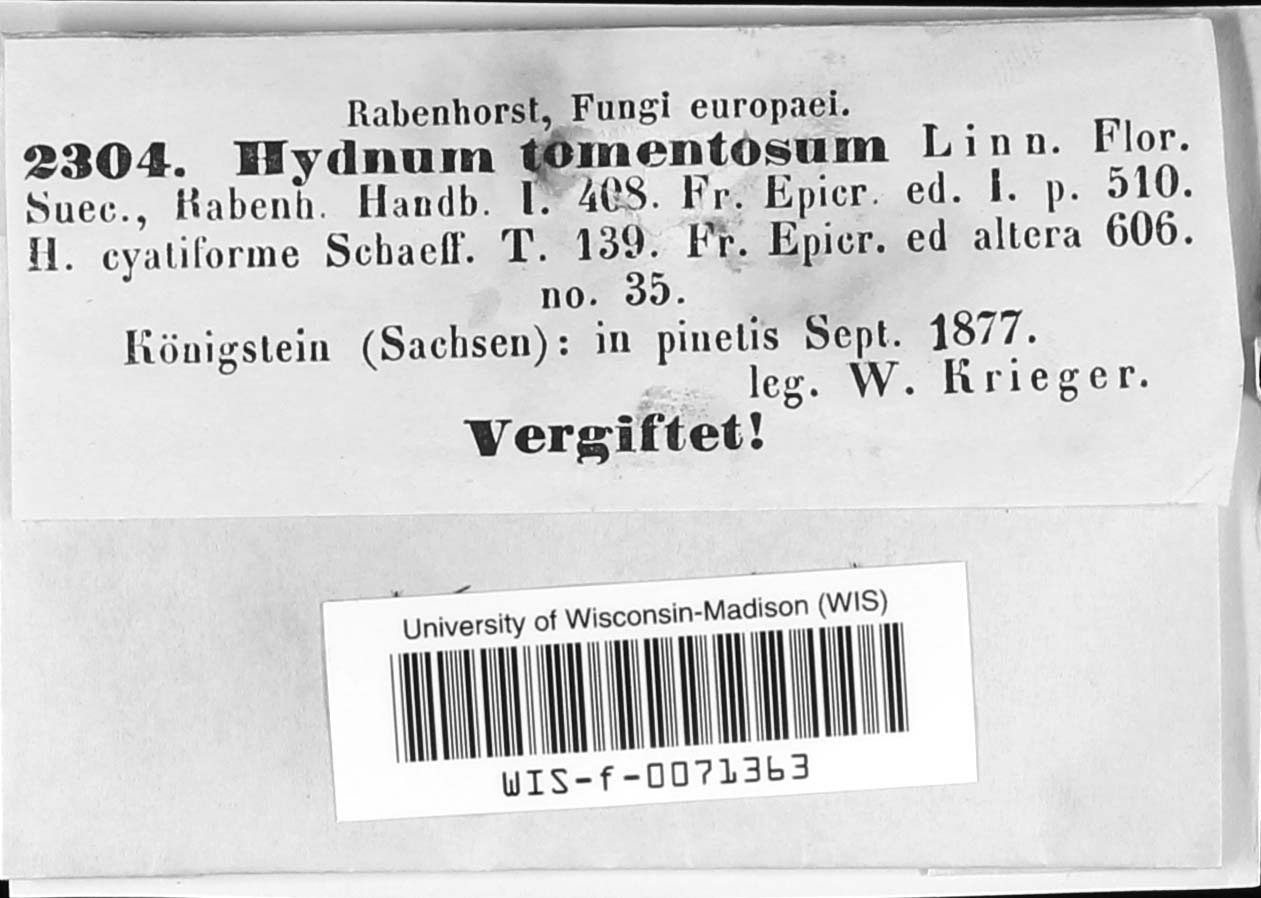 Rabenhorst, Fungi europaei.
2304. Hydnum tomentosum Linn. Flor.
Suec., Rabenh. Handb. I. 408. Fr. Epicr. ed. I. p. 510.
H. cyatiforme Schaeff. T. 139. Fr. Epicr. ed altera 606.
no. 35.
Königstein (Sachsen): in pinetis Sept. 1877.
leg. W. Krieger.
Vergiftet!
University of Wisconsin-Madison (WIS)
WIS-f-0071363